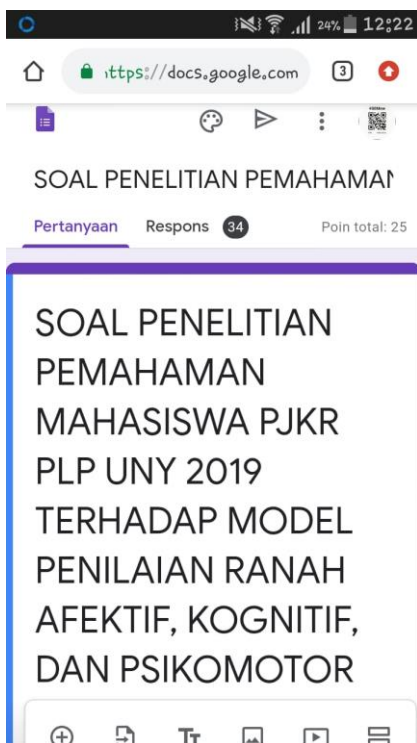 24% 12:22
ttps://docs.google.com 3
SOAL PENELITIAN PEMAHAMAN
Pertanyaan Respons 34 Poin total: 25
SOAL PENELITIAN
PEMAHAMAN
MAHASISWA PJKR
PLP UNY 2019
TERHADAP MODEL
PENILAIAN RANAH
AFEKTIF, KOGNITIF,
DAN PSIKOMOTOR
Tт